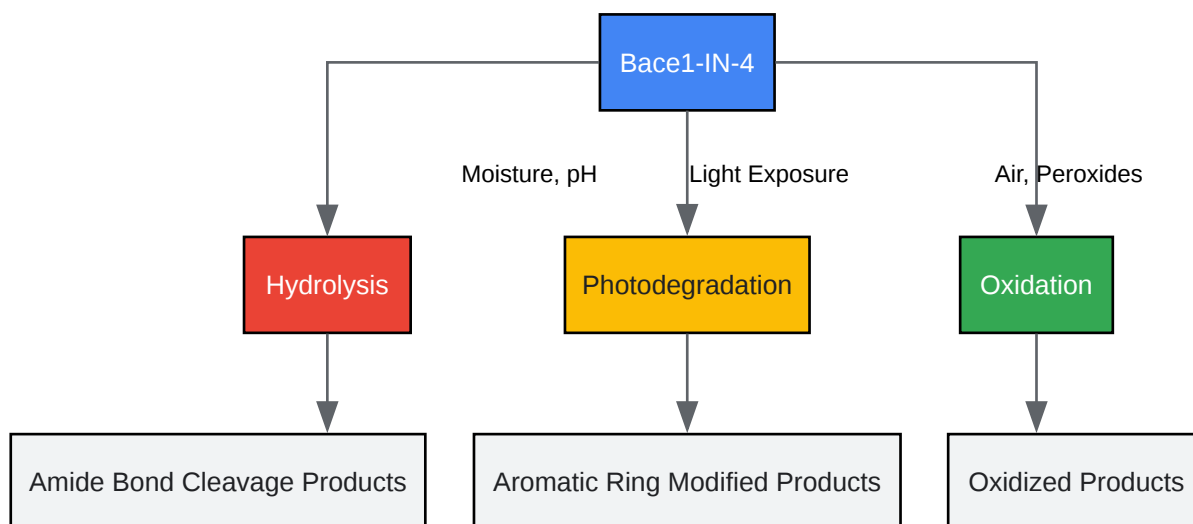 Bace1-IN-4
Moisture, pH
Light Exposure
Air, Peroxides
Hydrolysis
Photodegradation
Oxidation
Amide Bond Cleavage Products
Aromatic Ring Modified Products
Oxidized Products